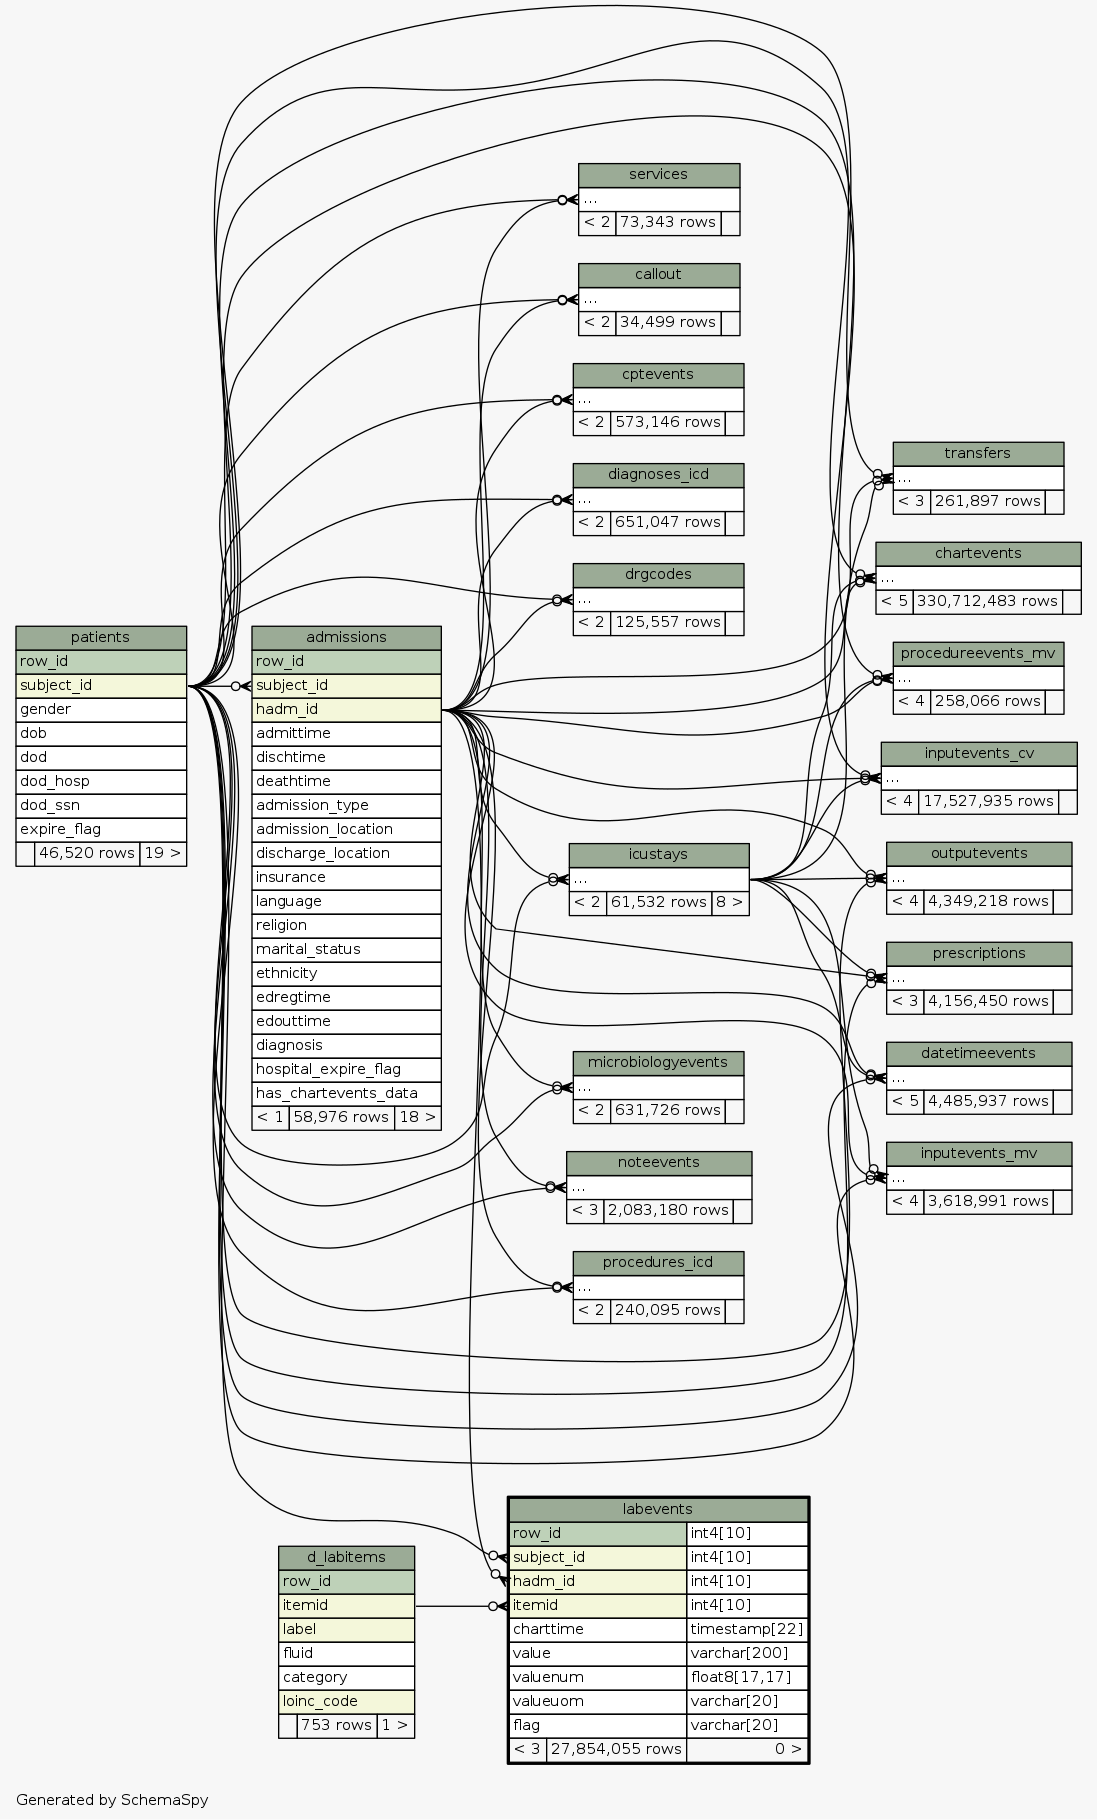 services
...
< 2 73,343 rows
callout
...
< 2 34,499 rows
cptevents
...
< 2 573,146 rows
diagnoses_icd
...
< 2 651,047 rows
drgcodes
...
< 2 125,557 rows
transfers
...
< 3 261,897 rows
chartevents
...
< 5 330,712,483 rows
procedureevents_mv
...
< 4 258,066 rows
inputevents_cv
...
< 4 17,527,935 rows
outputevents
...
< 4 4,349,218 rows
prescriptions
...
< 3 4,156,450 rows
datetimeevents
...
< 5 4,485,937 rows
inputevents_mv
...
< 4 3,618,991 rows
patients
row_id
subject_id
gender
dob
dod
dod_hosp
dod_ssn
expire_flag
46,520 rows 19 >
admissions
row_id
subject_id
hadm_id
admittime
dischtime
deathtime
admission_type
admission_location
discharge_location
insurance
language
religion
marital_status
ethnicity
edregtime
edouttime
diagnosis
hospital_expire_flag
has_chartevents_data
< 1 58,976 rows 18 >
icustays
...
< 2 61,532 rows 8 >
microbiologyevents
...
< 2 631,726 rows
noteevents
...
< 3 2,083,180 rows
procedures_icd
...
< 2 240,095 rows
d_labitems
row_id
itemid
label
fluid
category
loinc_code
753 rows 1 >
labevents
row_id int4[10]
subject_id int4[10]
hadm_id int4[10]
itemid int4[10]
charttime timestamp[22]
value varchar[200]
valuenum float8[17,17]
valueuom varchar[20]
flag varchar[20]
< 3 27,854,055 rows 0 >
Generated by SchemaSpy